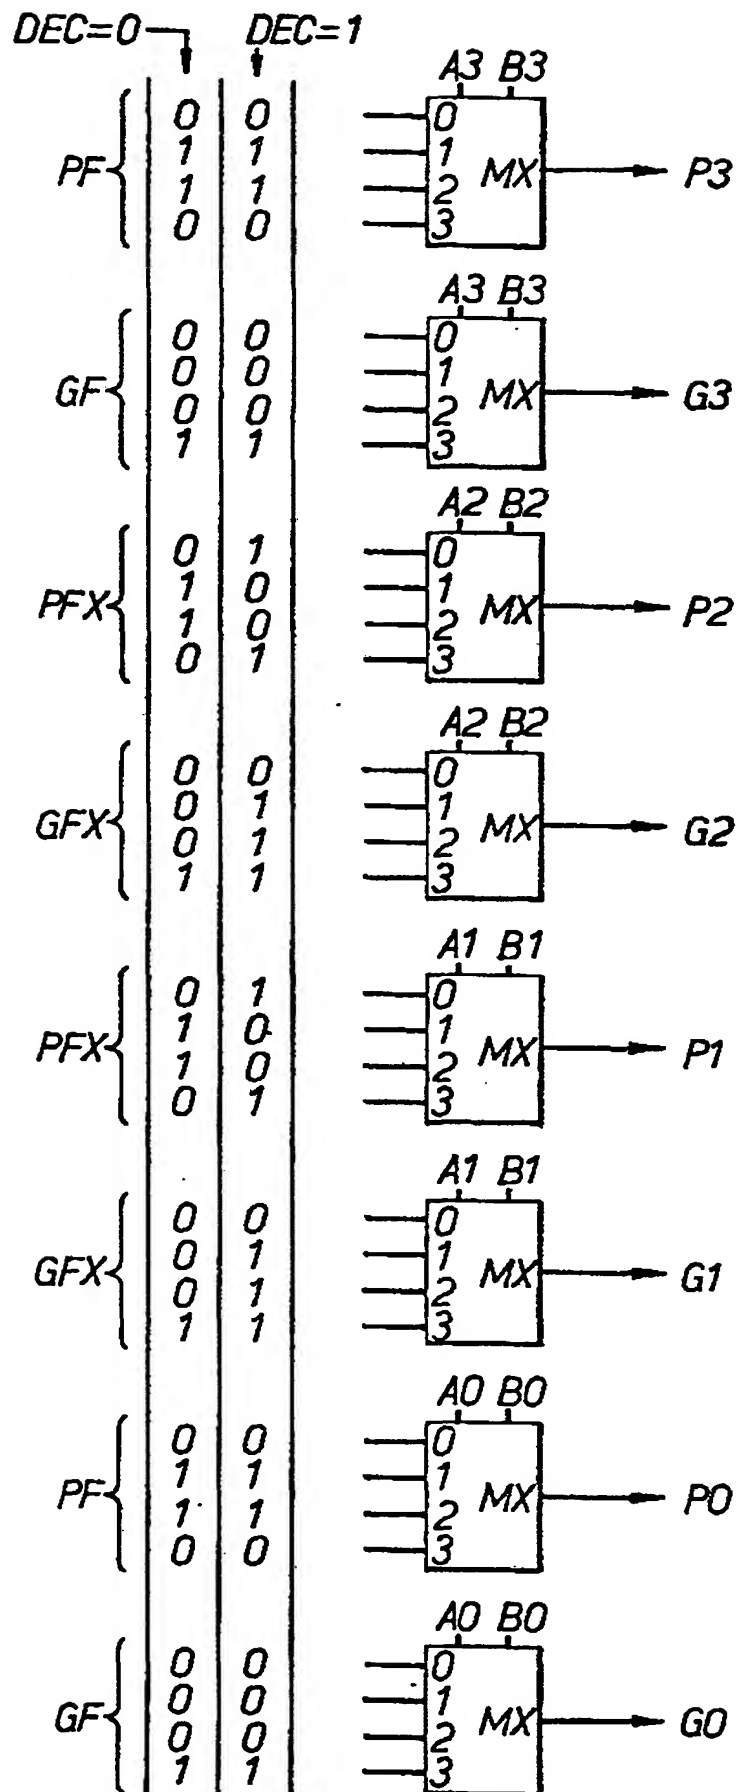 DEC=0 DEC=1
A3 B3
0 0 0
1 1 1
PF MX P3
1 1 2
0 0 3
A3 B3
0 0 0
0 0 1
GF MX G3
0 0 2
1 1 3
A2 B2
0 1 0
1 0 1
PFX MX P2
1 0 2
0 1 3
A2 B2
0 0 0
0 1 1
GFX MX G2
0 1 2
1 1 3
A1 B1
0 1 0
1 0 1
PFX MX P1
1 0 2
0 1 3
A1 B1
0 0 0
0 1 1
GFX MX G1
0 1 2
1 1 3
A0 B0
0 0 0
1 1 1
PF MX P0
1 1 2
0 0 3
A0 B0
0 0 0
0 0 1
GF MX G0
0 0 2
1 1 3